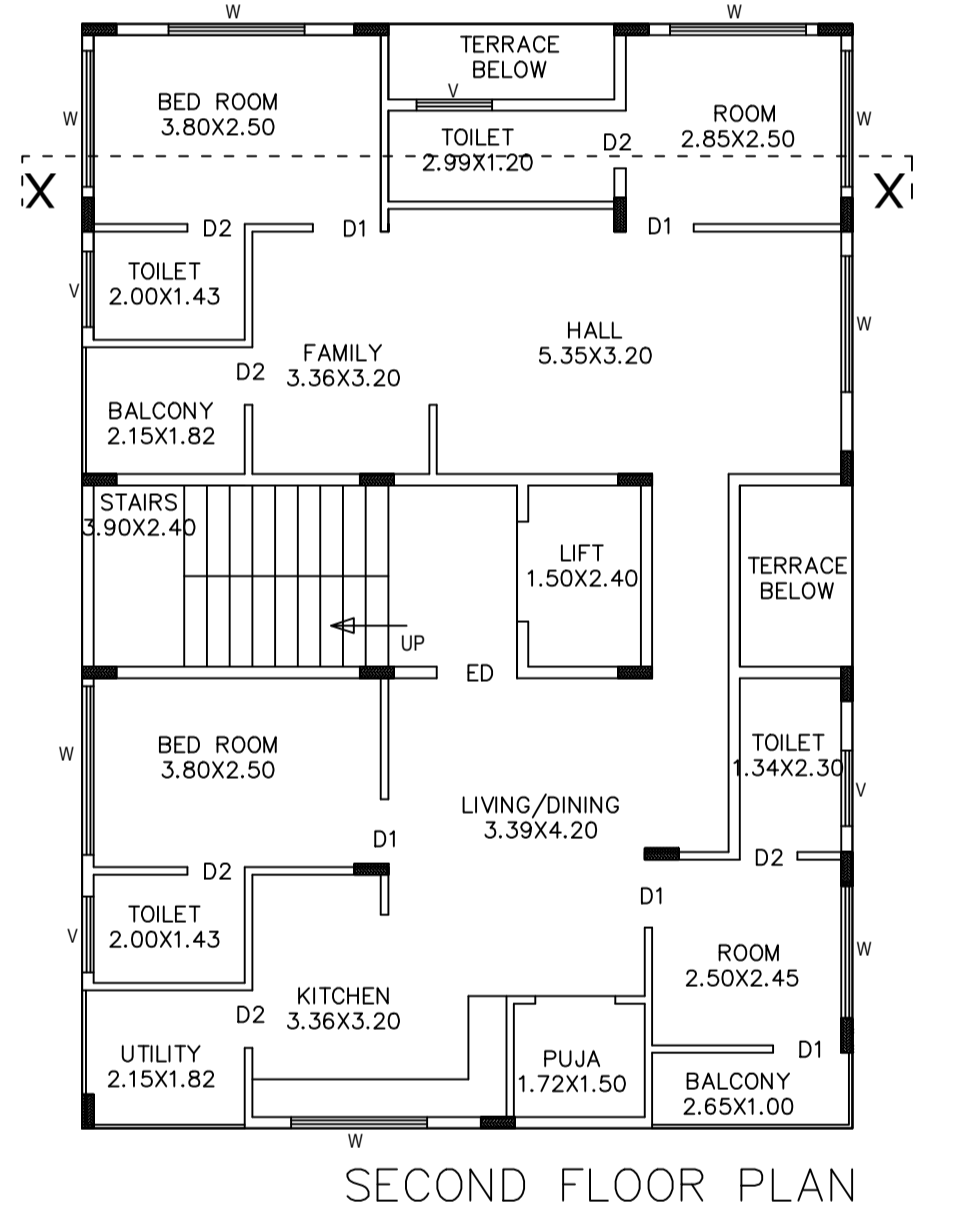 W
W
TERRACE
BELOW
V
BED ROOM
3.80X2.50
W
ROOM
2.85X2.50
W
TOILET
2.99X1.20
D2
X
X
D2
D1
D1
TOILET
2.00X1.43
V
HALL
5.35X3.20
W
FAMILY
3.36X3.20
D2
BALCONY
2.15X1.82
STAIRS
3.90X2.40
LIFT
1.50X2.40
TERRACE
BELOW
UP
ED
BED ROOM
3.80X2.50
W
TOILET
1.34X2.30
V
LIVING/DINING
3.39X4.20
D1
D2
D2
D1
TOILET
2.00X1.43
V
W
ROOM
2.50X2.45
KITCHEN
3.36X3.20
D2
UTILITY
2.15X1.82
PUJA
1.72X1.50
D1
BALCONY
2.65X1.00
W
SECOND FLOOR PLAN